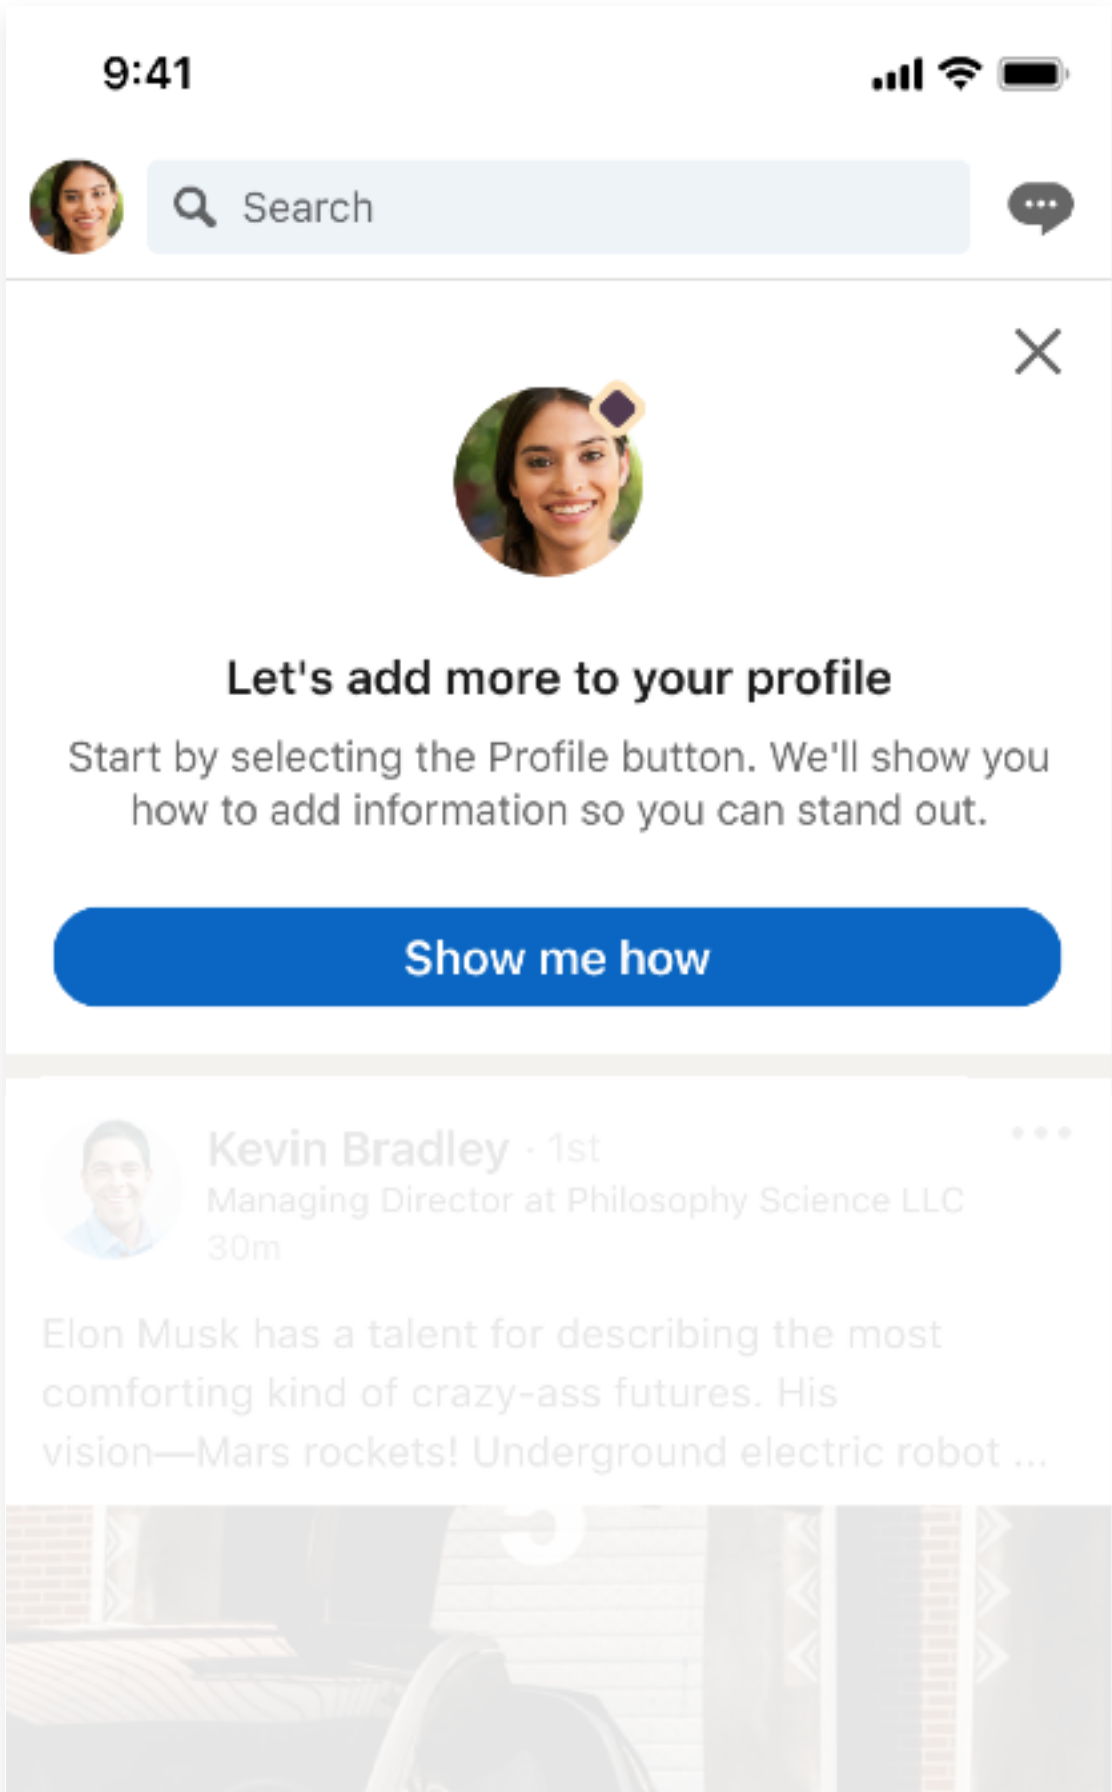 9:41
Search
Let's add more to your profile
Start by selecting the Profile button. We'll show you
how to add information so you can stand out.
Show me how
Kevin Bradley · 1st
Managing Director at Philosophy Science LLC
30m
Elon Musk has a talent for describing the most
comforting kind of crazy-ass futures. His
vision—Mars rockets! Underground electric robot ...
5